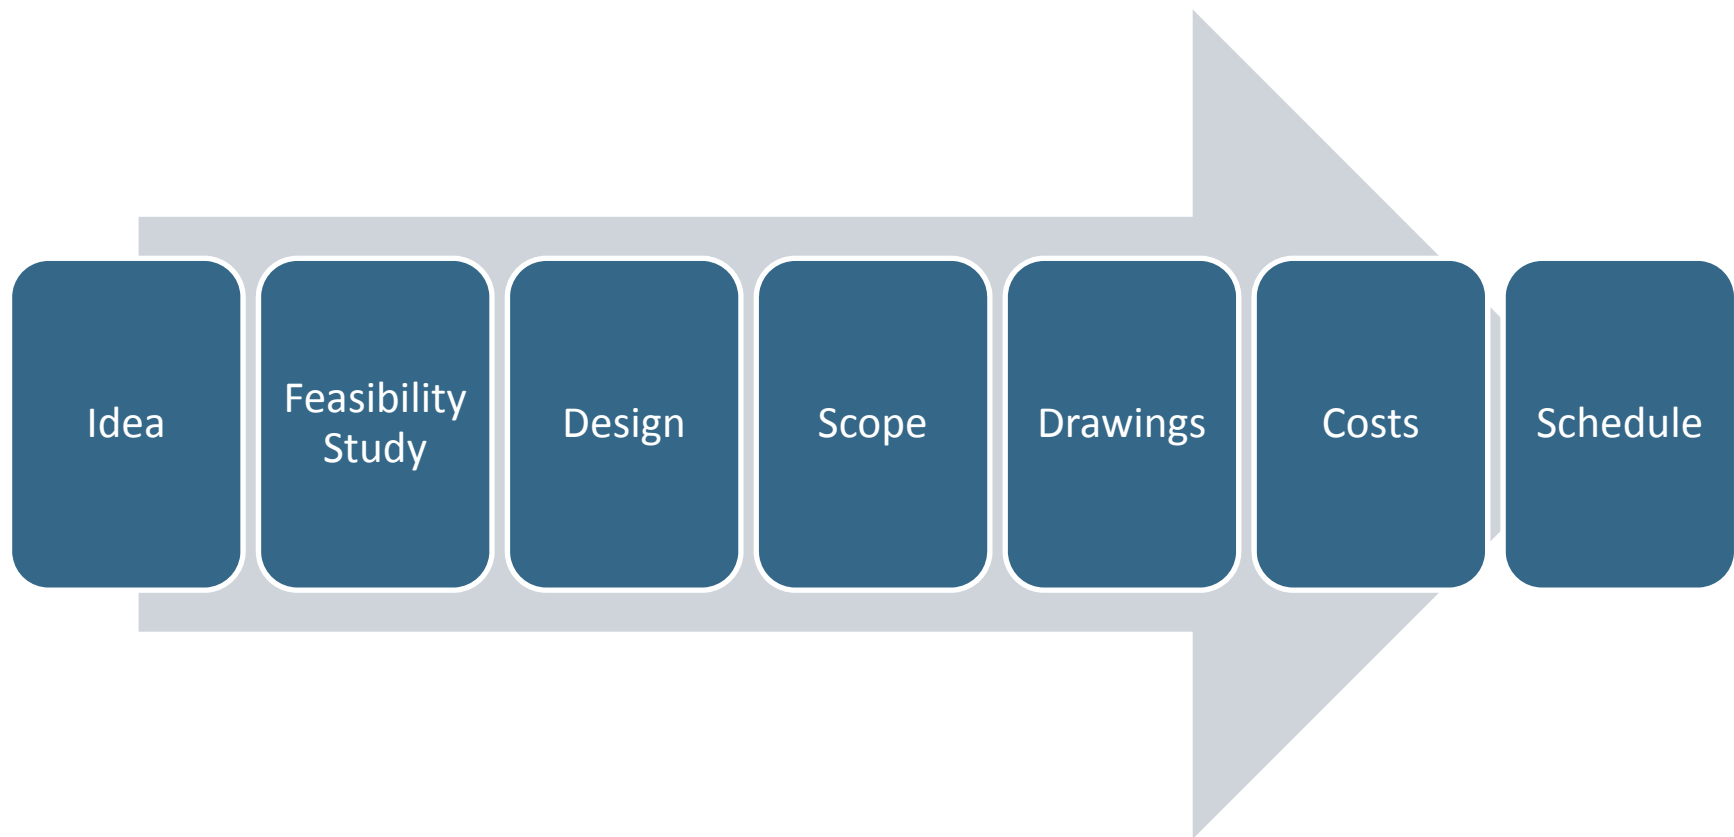 Idea
Feasibility
Study
Design
Scope
Drawings
Costs
Schedule